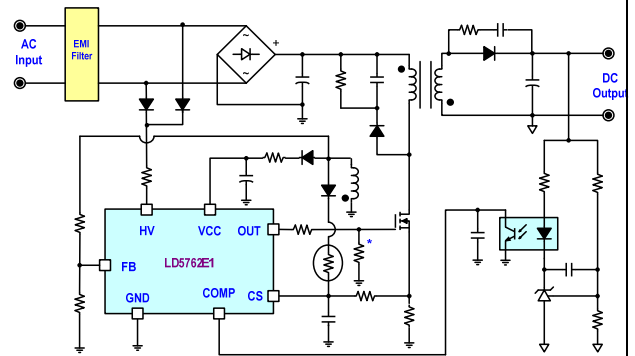 AC
Input
EMI
Filter
~
+
~
DC
Output
HV
VCC
OUT
*
FB
LD5762E1
GND
COMP
CS